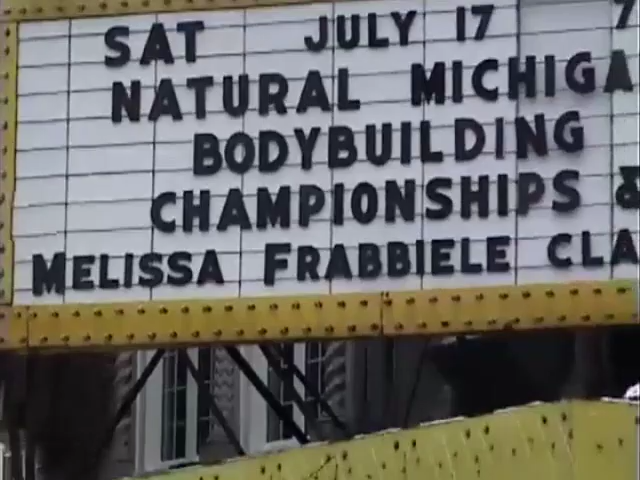 SAT JULY 17 7
NATURAL MICHIGA
BODYBUILDING
CHAMPIONSHIPS &
MELISSA FRABBIELE CLA